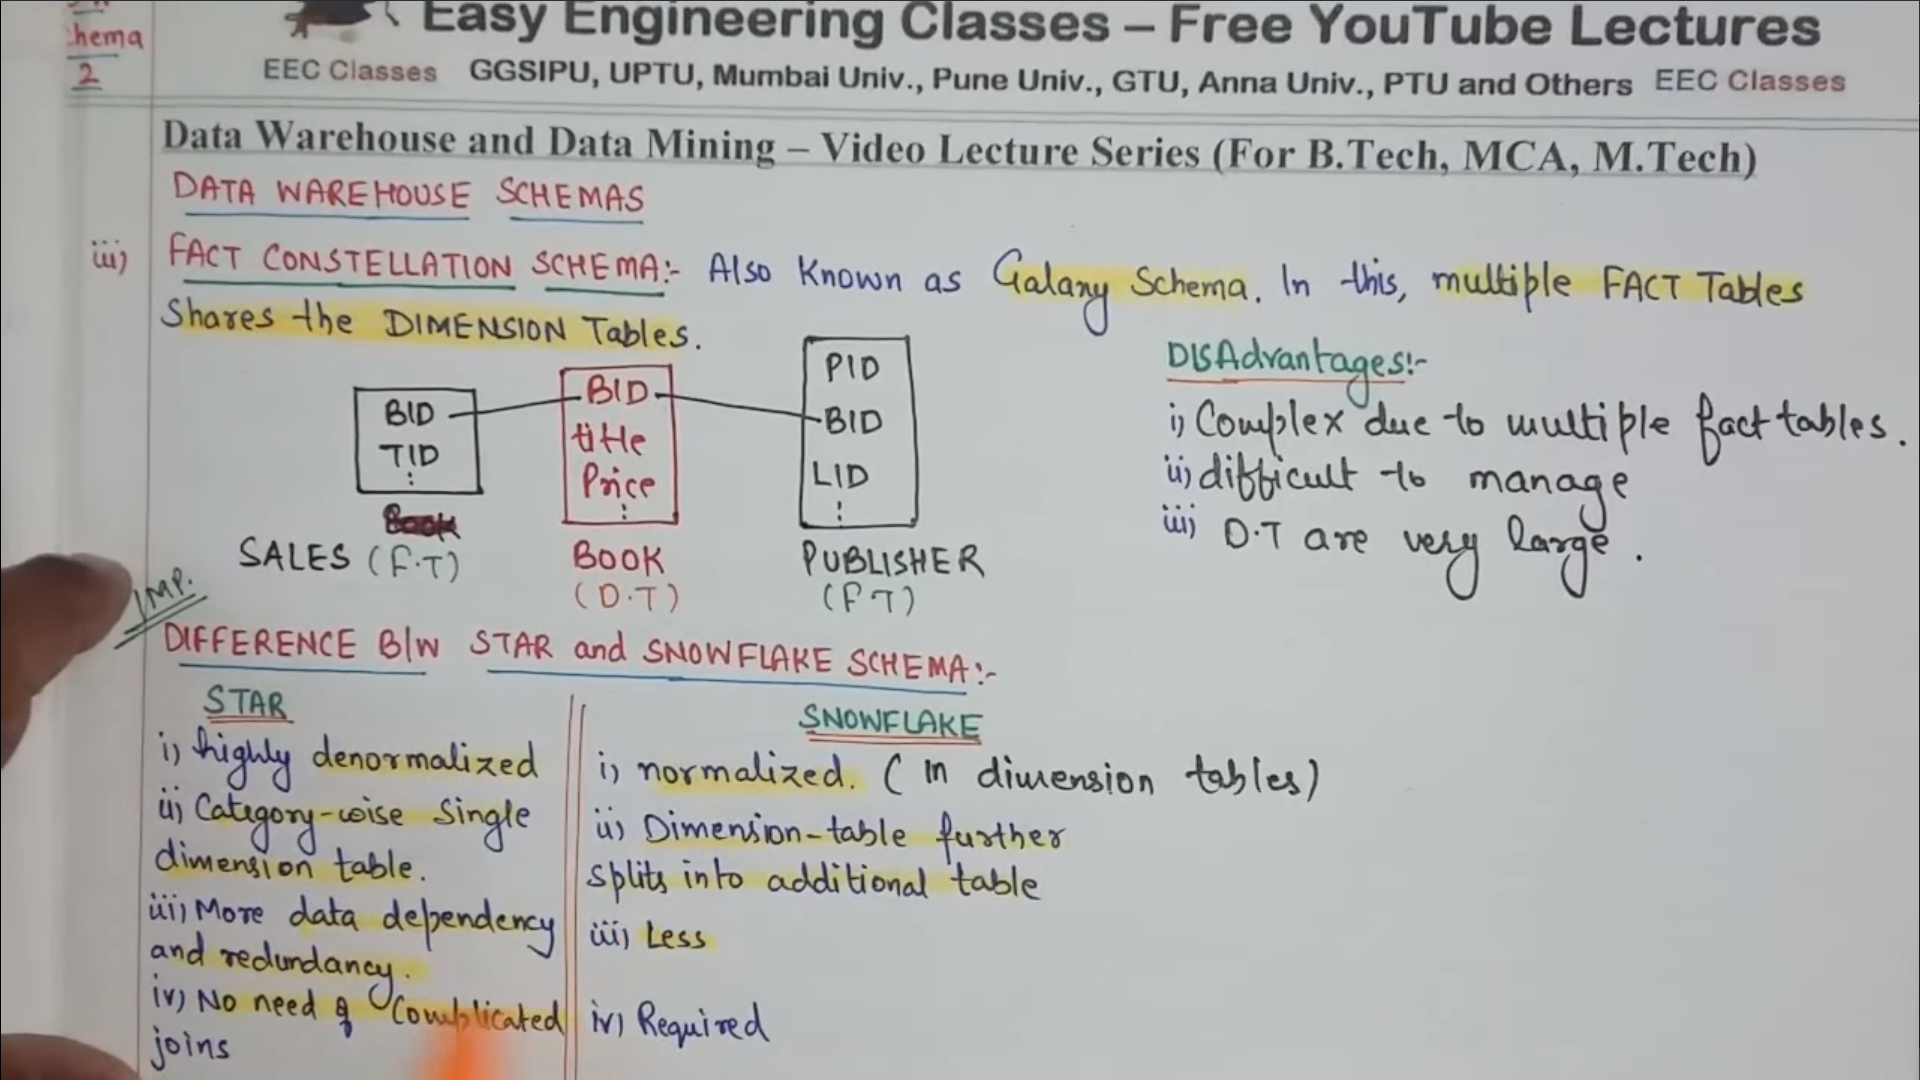 hema
2
Easy Engineering Classes – Free YouTube Lectures
EEC Classes GGSIPU, UPTU, Mumbai Univ., Pune Univ., GTU, Anna Univ., PTU and Others EEC Classes
Data Warehouse and Data Mining – Video Lecture Series (For B.Tech, MCA, M.Tech)
DATA WAREHOUSE SCHEMAS
iii) FACT CONSTELLATION SCHEMA:- Also Known as Galaxy Schema. In this, multiple FACT Tables
Shares the DIMENSION Tables.
BID
TID
⋮
SALES (F.T)
BID
title
Price
⋮
BOOK
(D.T)
PID
BID
LID
⋮
PUBLISHER
(F T)
DISAdvantages:-
i) Complex due to multiple fact tables.
ii) difficult to manage
iii) D.T are very large.
IMP.
DIFFERENCE B/W STAR and SNOWFLAKE SCHEMA:-
STAR
i) highly denormalized
ii) Category-wise Single
dimension table.
iii) More data dependency
and redundancy.
iv) No need of Complicated
joins
SNOWFLAKE
i) normalized. (in dimension tables)
ii) Dimension-table further
splits into additional table
iii) Less
iv) Required